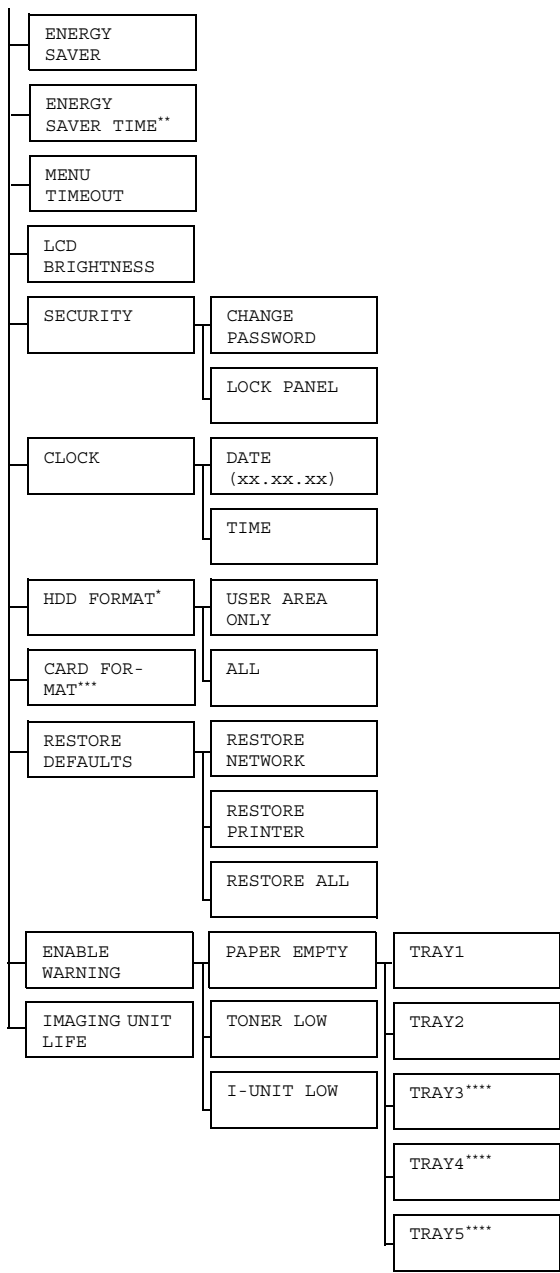 ENERGY
SAVER
ENERGY
SAVER TIME**
MENU
TIMEOUT
LCD
BRIGHTNESS
SECURITY
CHANGE
PASSWORD
LOCK PANEL
CLOCK
DATE
(xx.xx.xx)
TIME
HDD FORMAT*
USER AREA
ONLY
CARD FOR-
MAT***
ALL
RESTORE
DEFAULTS
RESTORE
NETWORK
RESTORE
PRINTER
RESTORE ALL
ENABLE
WARNING
PAPER EMPTY
TRAY1
IMAGING UNIT
LIFE
TONER LOW
TRAY2
I-UNIT LOW
TRAY3****
TRAY4****
TRAY5****